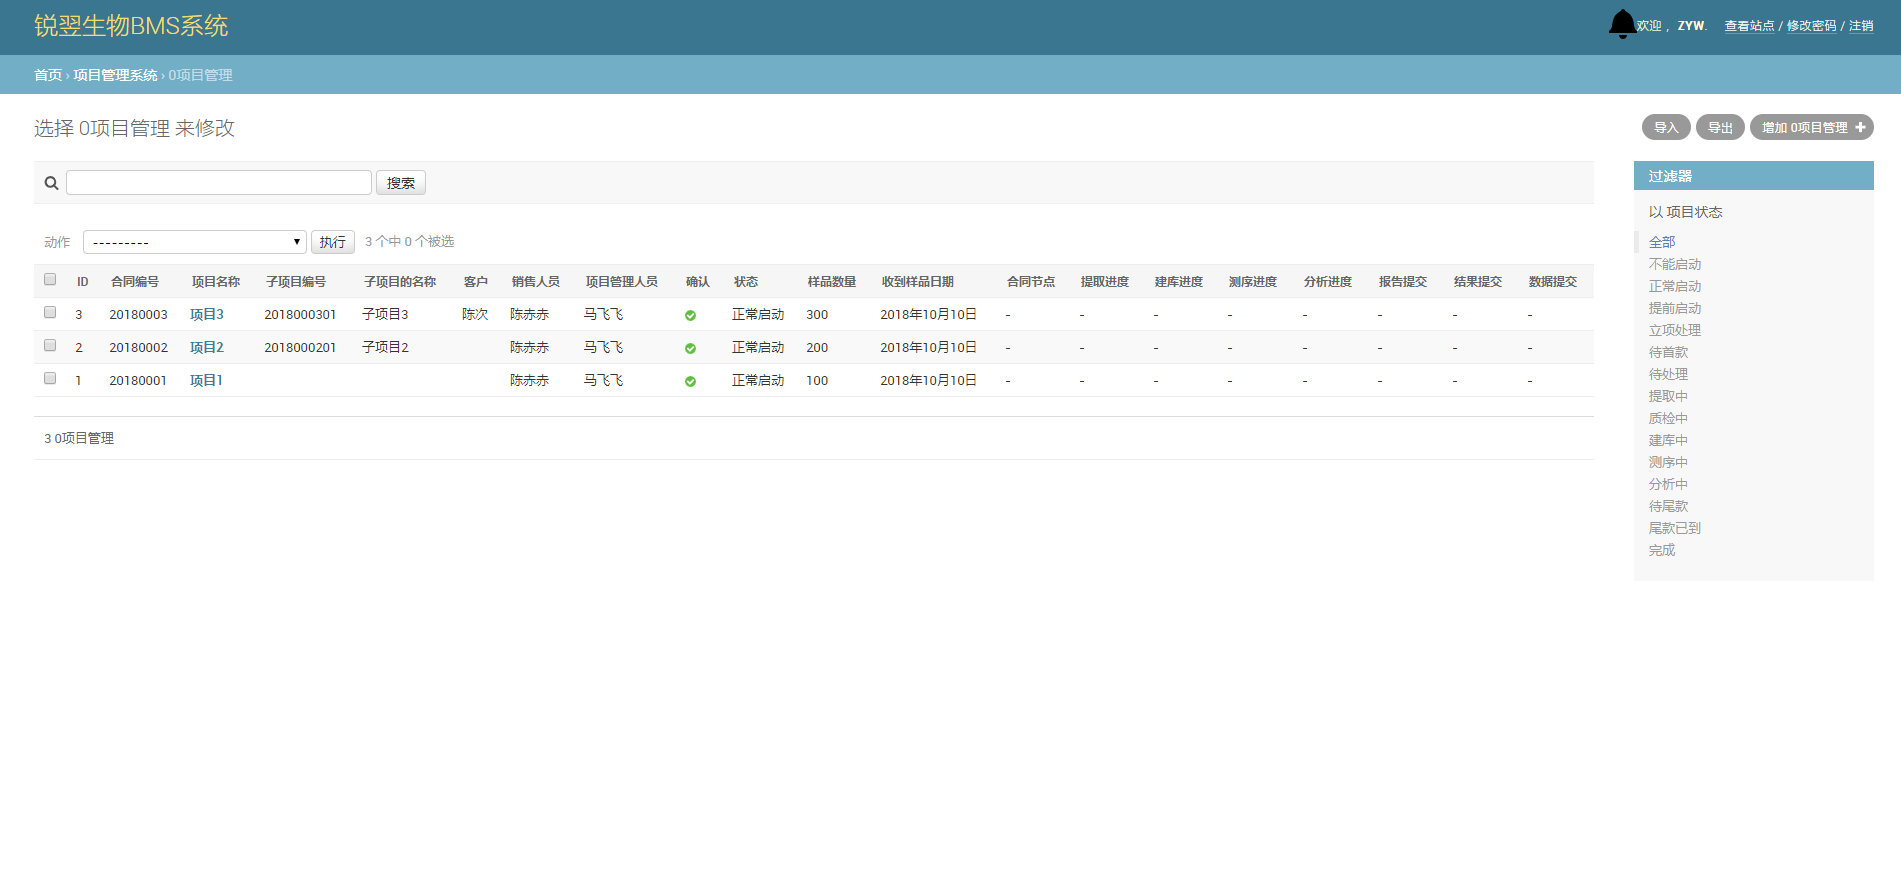 锐翌生物BMS系统
欢迎， ZYW. 查看站点 / 修改密码 / 注销
首页 › 项目管理系统 › 0项目管理
选择 0项目管理 来修改
导入 导出 增加 0项目管理
搜索
动作 --------- 执行 3 个中 0 个被选
ID 合同编号 项目名称 子项目编号 子项目的名称 客户 销售人员 项目管理人员 确认 状态 样品数量 收到样品日期 合同节点 提取进度 建库进度 测序进度 分析进度 报告提交 结果提交 数据提交
3 20180003 项目3 2018000301 子项目3 陈次 陈赤赤 马飞飞 正常启动 300 2018年10月10日 - - - - - - - -
2 20180002 项目2 2018000201 子项目2 陈赤赤 马飞飞 正常启动 200 2018年10月10日 - - - - - - - -
1 20180001 项目1 陈赤赤 马飞飞 正常启动 100 2018年10月10日 - - - - - - - -
3 0项目管理
过滤器
以 项目状态
全部
不能启动
正常启动
提前启动
立项处理
待首款
待处理
提取中
质检中
建库中
测序中
分析中
待尾款
尾款已到
完成